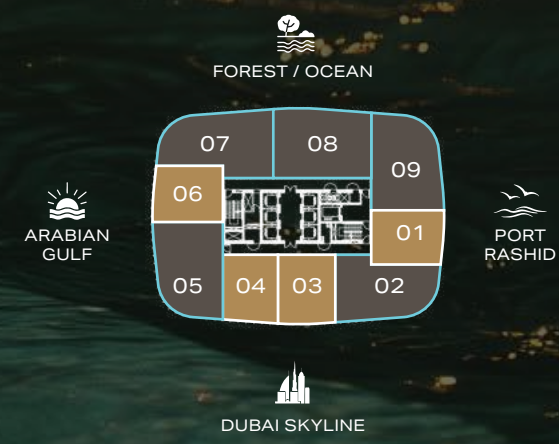 FOREST / OCEAN
07
08
09
06
ARABIAN
GULF
01
PORT
RASHID
05
04
03
02
DUBAI SKYLINE